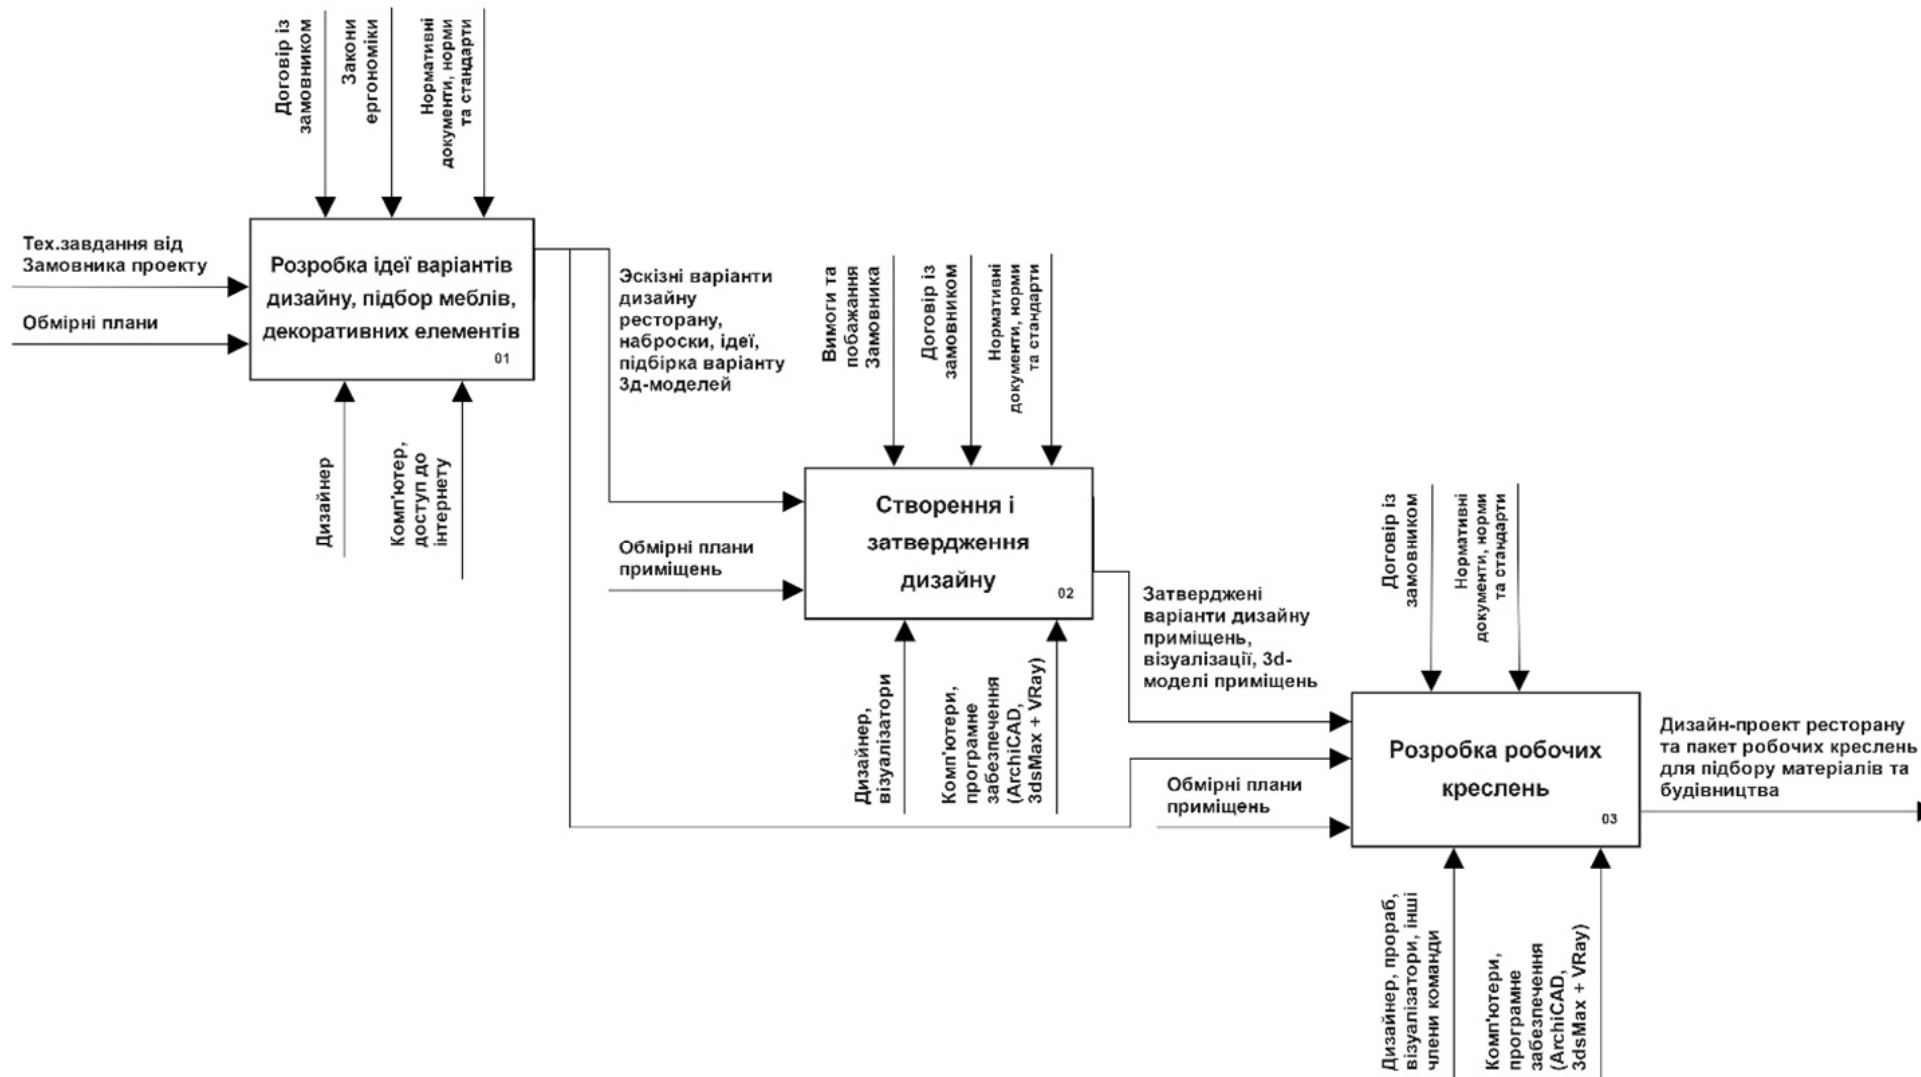 Договір із
замовником
Закони
ергономіки
Нормативні
документи, норми
та стандарти
Тех.завдання від
Замовника проекту
Обмірні плани
Розробка ідеї варіантів
дизайну, підбор меблів,
декоративних елементів
01
Дизайнер
Комп'ютер,
доступ до
інтернету
Эскізні варіанти
дизайну
ресторану,
наброски, ідеї,
підбірка варіанту
3д-моделей
Вимоги та
побажання
Замовника
Договір із
замовником
Нормативні
документи, норми
та стандарти
Обмірні плани
приміщень
Створення і
затвердження
дизайну
02
Дизайнер,
візуалізатори
Комп'ютери,
програмне
забезпечення
(ArchiCAD,
3dsMax + VRay)
Затверджені
варіанти дизайну
приміщень,
візуалізації, 3d-
моделі приміщень
Договір із
замовником
Нормативні
документи, норми
та стандарти
Обмірні плани
приміщень
Розробка робочих
креслень
03
Дизайнер, прораб,
візуалізатори, інші
члени команди
Комп'ютери,
програмне
забезпечення
(ArchiCAD,
3dsMax + VRay)
Дизайн-проект ресторану
та пакет робочих креслень
для підбору матеріалів та
будівництва